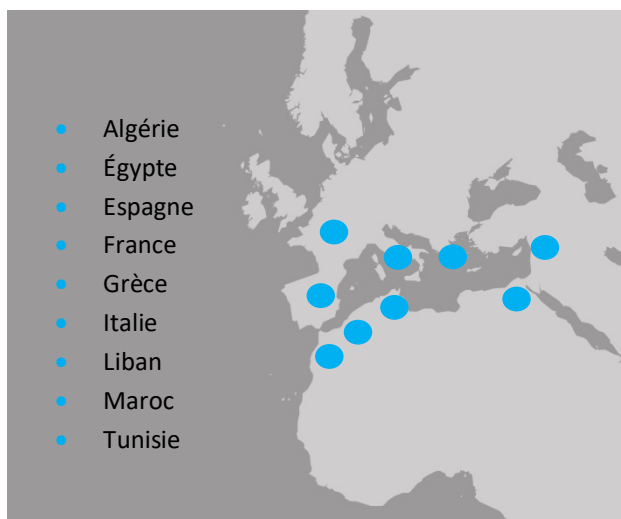 Algérie
Égypte
Espagne
France
Grèce
Italie
Liban
Maroc
Tunisie